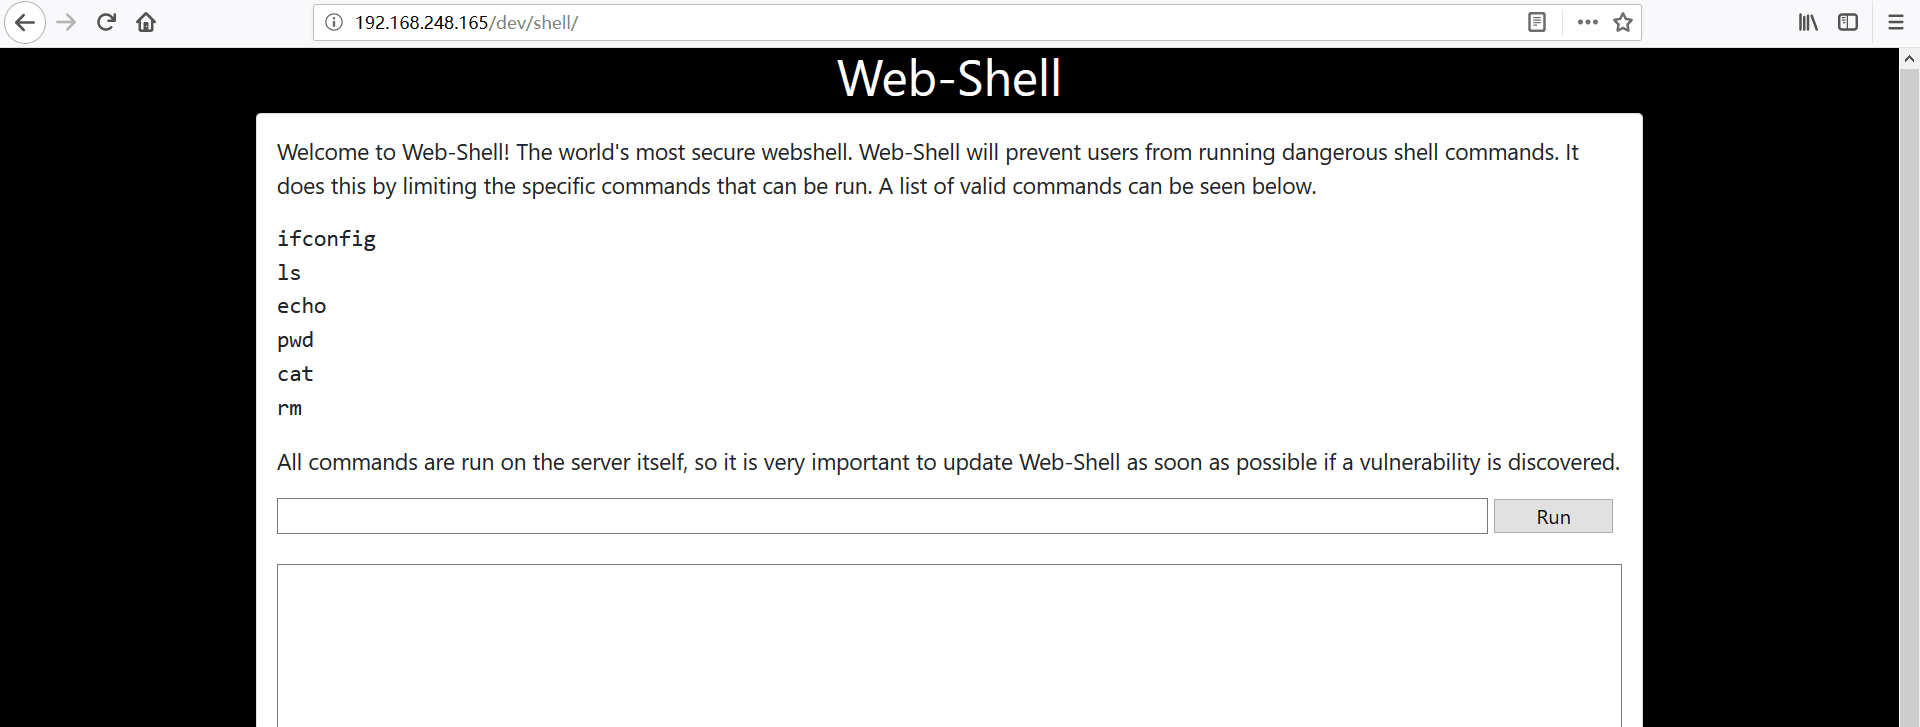 192.168.248.165/dev/shell/
Web-Shell
Welcome to Web-Shell! The world's most secure webshell. Web-Shell will prevent users from running dangerous shell commands. It
does this by limiting the specific commands that can be run. A list of valid commands can be seen below.
ifconfig
ls
echo
pwd
cat
rm
All commands are run on the server itself, so it is very important to update Web-Shell as soon as possible if a vulnerability is discovered.
Run